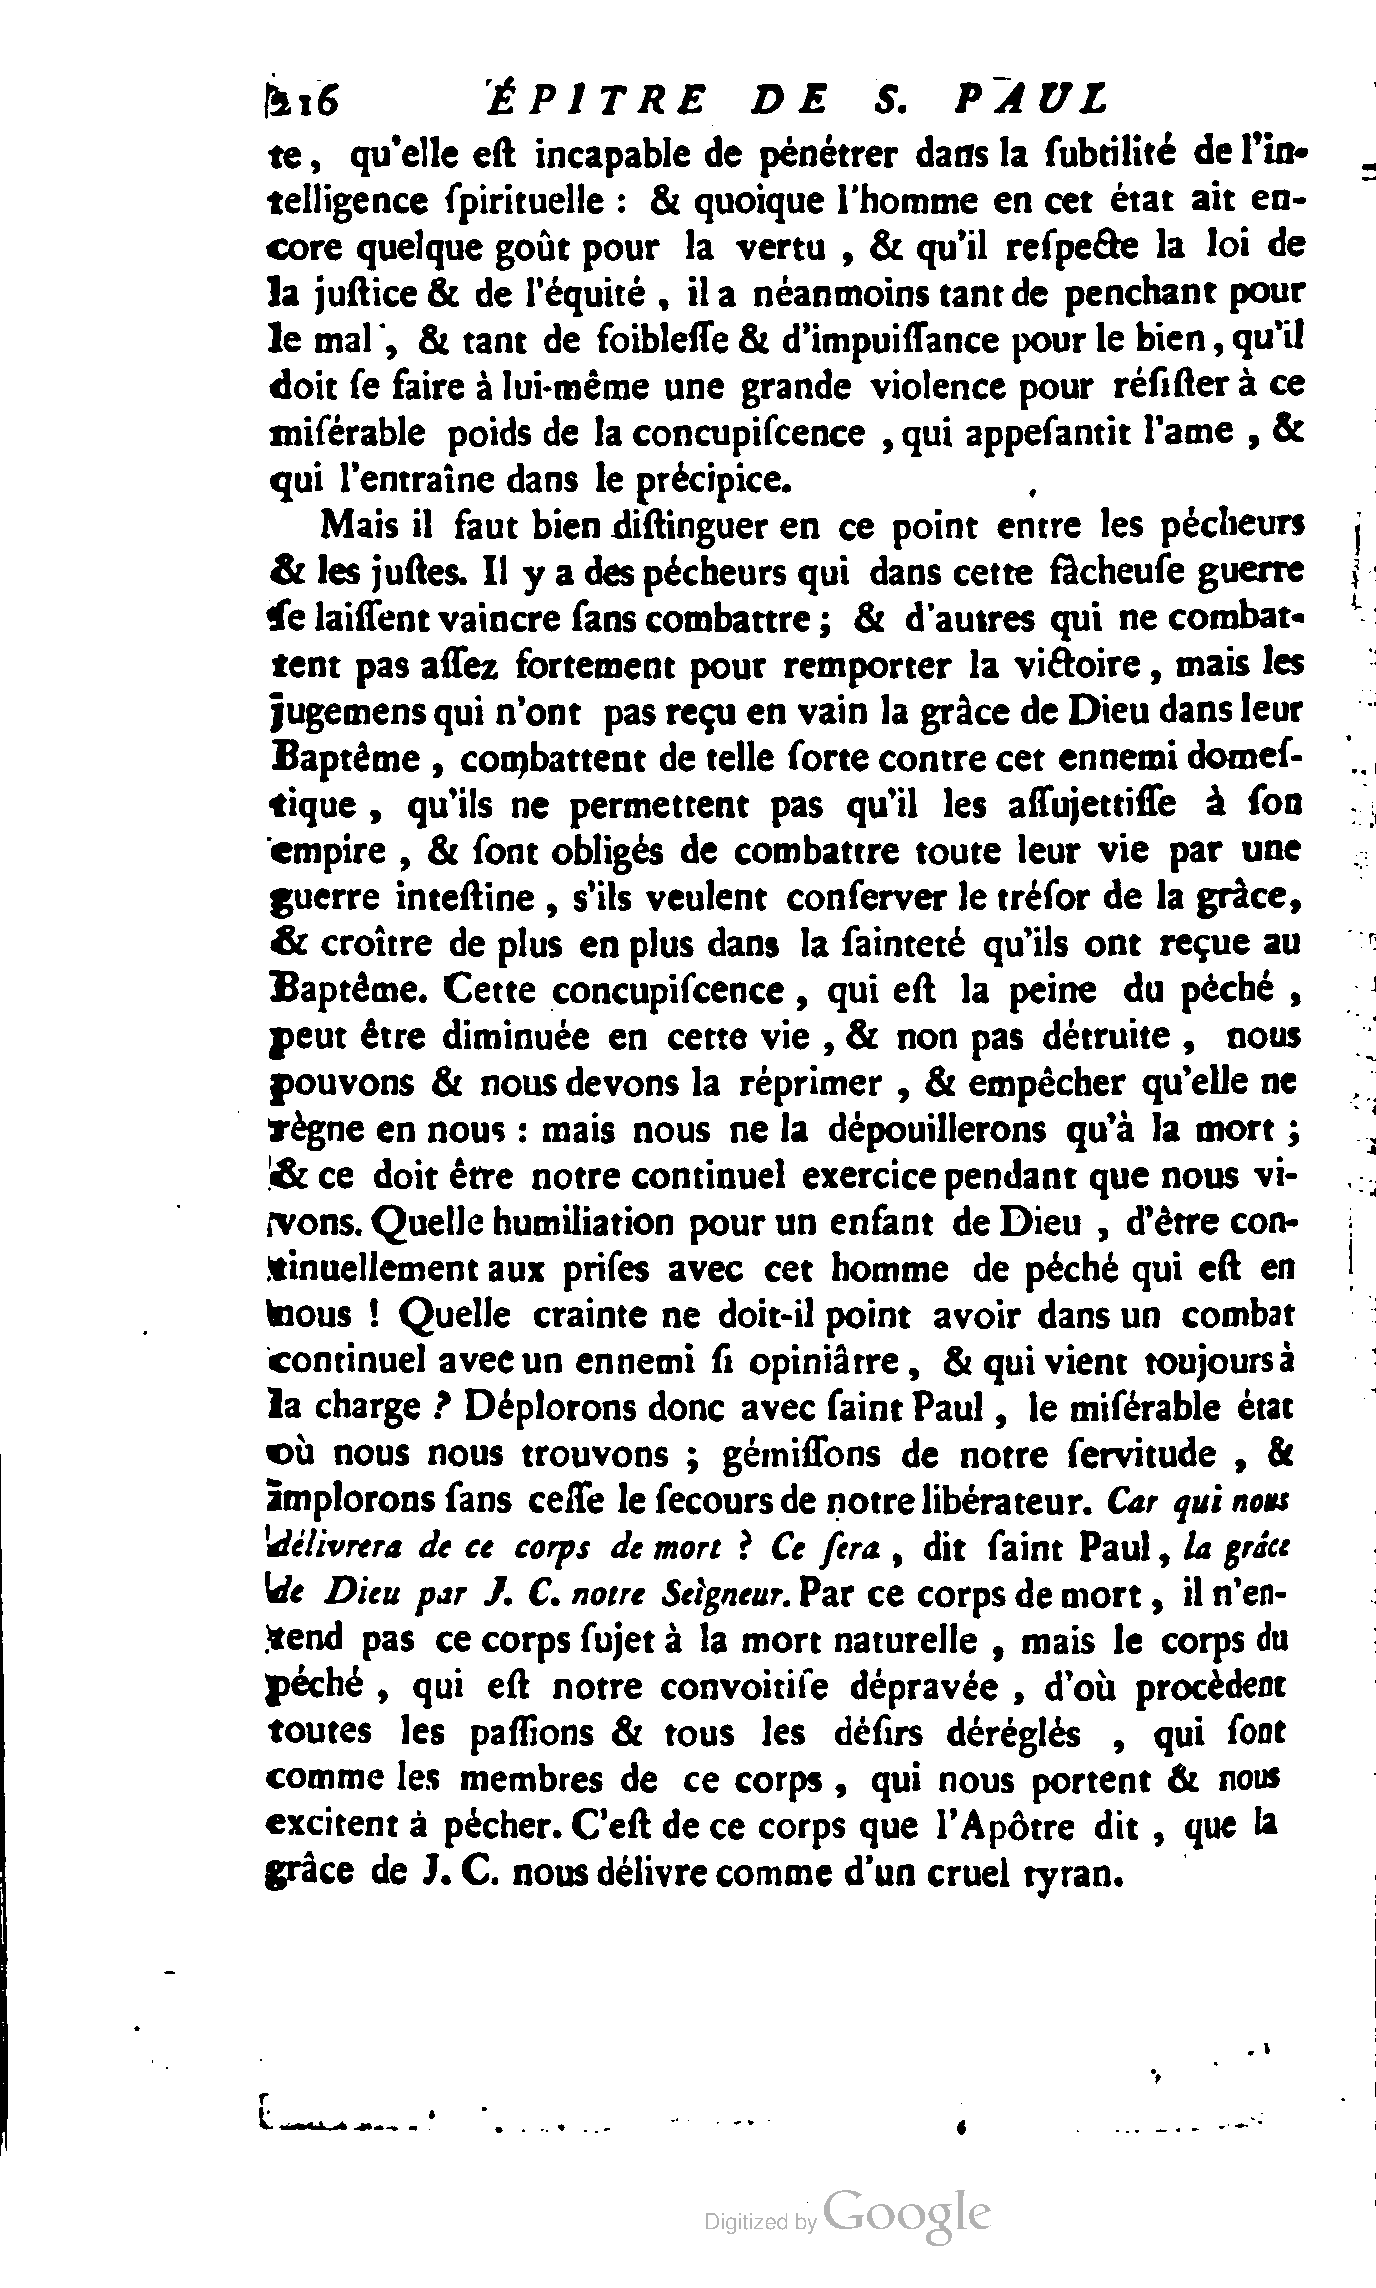 216 ÉPITRE DE S. PAUL
te, qu'elle eſt incapable de pénétrer dans la ſubtilité de l'in-
telligence ſpirituelle : & quoique l'homme en cet état ait en-
core quelque goût pour la vertu , & qu'il reſpecte la loi de
la juſtice & de l'équité , il a néanmoins tant de penchant pour
le mal , & tant de foibleſſe & d'impuiſſance pour le bien, qu'il
doit ſe faire à lui-même une grande violence pour réſiſter à ce
miſérable poids de la concupiſcence , qui appeſantit l'ame , &
qui l'entraîne dans le précipice.
Mais il faut bien diſtinguer en ce point entre les pécheurs
& les juſtes. Il y a des pécheurs qui dans cette fâcheuſe guerre
ſe laiſſent vaincre ſans combattre ; & d'autres qui ne combat-
tent pas aſſez fortement pour remporter la victoire , mais les
jugemens qui n'ont pas reçu en vain la grâce de Dieu dans leur
Baptême , combattent de telle ſorte contre cet ennemi domeſ-
tique , qu'ils ne permettent pas qu'il les aſſujettiſſe à ſon
empire , & ſont obligés de combattre toute leur vie par une
guerre inteſtine , s'ils veulent conſerver le tréſor de la grâce,
& croître de plus en plus dans la ſainteté qu'ils ont reçue au
Baptême. Cette concupiſcence , qui eſt la peine du péché ,
peut être diminuée en cette vie , & non pas détruite , nous
pouvons & nous devons la réprimer , & empêcher qu'elle ne
règne en nous : mais nous ne la dépouillerons qu'à la mort ;
& ce doit être notre continuel exercice pendant que nous vi-
vons. Quelle humiliation pour un enfant de Dieu , d'être con-
tinuellement aux priſes avec cet homme de péché qui eſt en
nous ! Quelle crainte ne doit-il point avoir dans un combat
continuel avec un ennemi ſi opiniâtre , & qui vient toujours à
la charge ? Déplorons donc avec ſaint Paul , le miſérable état
où nous nous trouvons ; gémiſſons de notre ſervitude , &
implorons ſans ceſſe le ſecours de notre libérateur. Car qui nous
délivrera de ce corps de mort ? Ce ſera , dit ſaint Paul , la grâce
de Dieu par J. C. notre Seigneur. Par ce corps de mort , il n'en-
tend pas ce corps ſujet à la mort naturelle , mais le corps du
péché , qui eſt notre convoitiſe dépravée , d'où procèdent
toutes les paſſions & tous les déſirs déréglés , qui ſont
comme les membres de ce corps , qui nous portent & nous
excitent à pécher. C'eſt de ce corps que l'Apôtre dit , que la
grâce de J. C. nous délivre comme d'un cruel tyran.
Digitized by Google